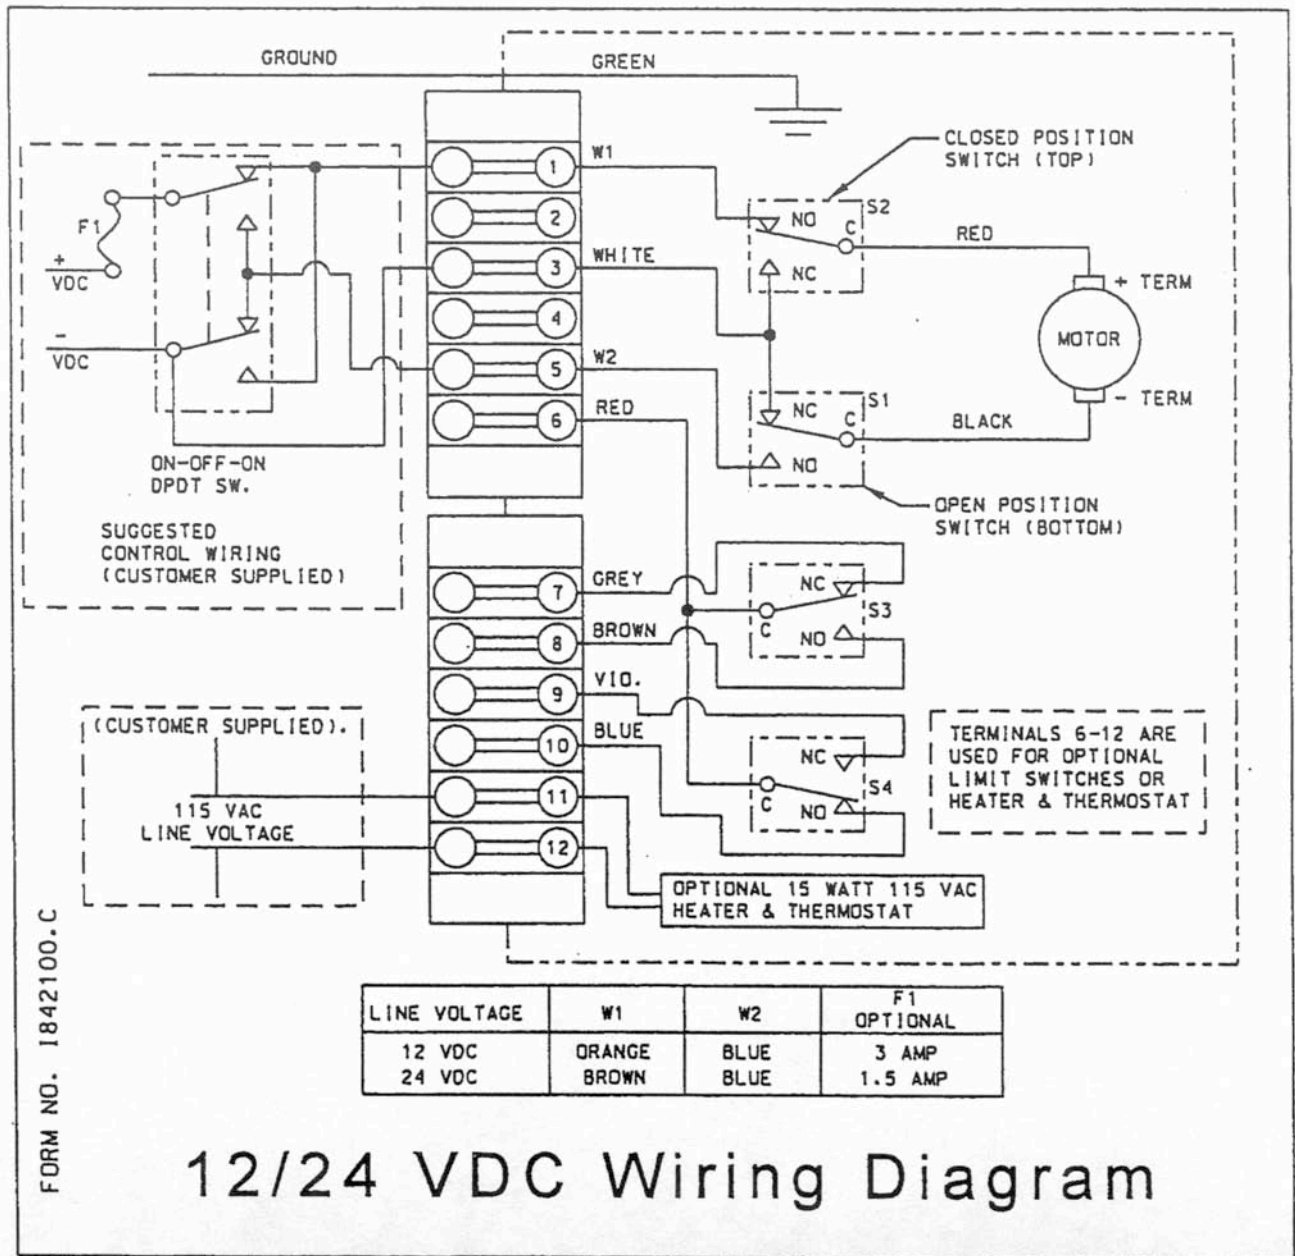 GROUND
GREEN
CLOSED POSITION
SWITCH (TOP)
W1
1
NO
S2
C
F1
2
RED
+
VDC
WHITE
3
NC
+ TERM
4
MOTOR
-
VDC
W2
5
NC
S1
C
- TERM
RED
6
BLACK
NO
ON-OFF-ON
DPDT SW.
OPEN POSITION
SWITCH (BOTTOM)
SUGGESTED
CONTROL WIRING
(CUSTOMER SUPPLIED)
GREY
7
NC
S3
C
BROWN
8
NO
VIO.
9
(CUSTOMER SUPPLIED).
BLUE
10
NC
TERMINALS 6-12 ARE
USED FOR OPTIONAL
LIMIT SWITCHES OR
HEATER & THERMOSTAT
S4
C
11
NO
115 VAC
LINE VOLTAGE
12
OPTIONAL 15 WATT 115 VAC
HEATER & THERMOSTAT
LINE VOLTAGE W1 W2 F1 OPTIONAL
12 VDC ORANGE BLUE 3 AMP
24 VDC BROWN BLUE 1.5 AMP
FORM NO. 1842100.C
12/24 VDC Wiring Diagram